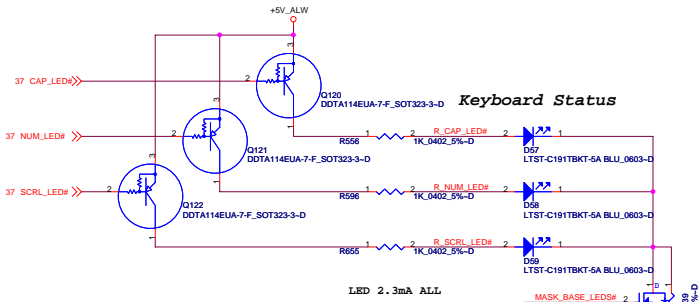 +5V_ALW
3
37 CAP_LED#
2
Q120
DDTA114EUA-7-F_SOT323-3~D
Keyboard Status
3
1
37 NUM_LED#
2
R556
1
2
1K_0402_5%~D
R_CAP_LED#
2
1
D57
LTST-C191TBKT-5A BLU_0603~D
Q121
DDTA114EUA-7-F_SOT323-3~D
3
1
37 SCRL_LED#
2
R596
1
2
1K_0402_5%~D
R_NUM_LED#
2
1
D58
LTST-C191TBKT-5A BLU_0603~D
Q122
DDTA114EUA-7-F_SOT323-3~D
1
R655
1
2
1K_0402_5%~D
R_SCRL_LED#
2
1
D59
LTST-C191TBKT-5A BLU_0603~D
LED 2.3mA ALL
MASK_BASE_LEDS#
2
1
D
1